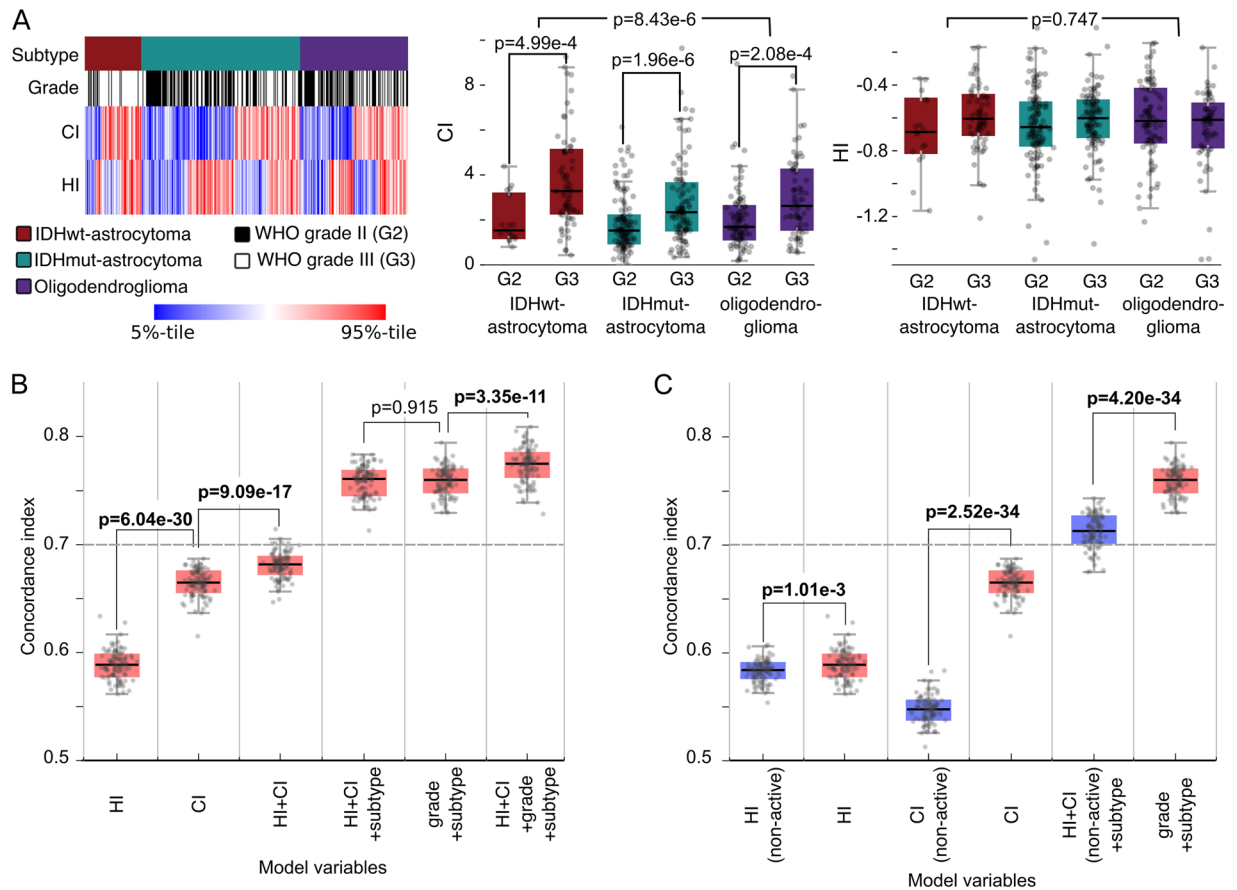 A
Subtype
Grade
CI
HI
IDHwt-astrocytoma
WHO grade II (G2)
IDHmut-astrocytoma
WHO grade III (G3)
Oligodendroglioma
5%-tile
95%-tile
p=8.43e-6
p=4.99e-4
p=1.96e-6
p=2.08e-4
CI
8
4
0
G2
G3
G2
G3
G2
G3
IDHwt-
astrocytoma
IDHmut-
astrocytoma
oligodendro-
glioma
p=0.747
HI
-0.4
-0.8
-1.2
G2
G3
G2
G3
G2
G3
IDHwt-
astrocytoma
IDHmut-
astrocytoma
oligodendro-
glioma
B
Concordance index
0.8
0.7
0.6
0.5
p=6.04e-30
p=9.09e-17
p=0.915
p=3.35e-11
HI
CI
HI+CI
HI+CI
+subtype
grade
+subtype
HI+CI
+grade
+subtype
Model variables
C
Concordance index
0.8
0.7
0.6
0.5
p=1.01e-3
p=2.52e-34
p=4.20e-34
HI
(non-active)
HI
CI
(non-active)
CI
HI+CI
(non-active)
+subtype
grade
+subtype
Model variables